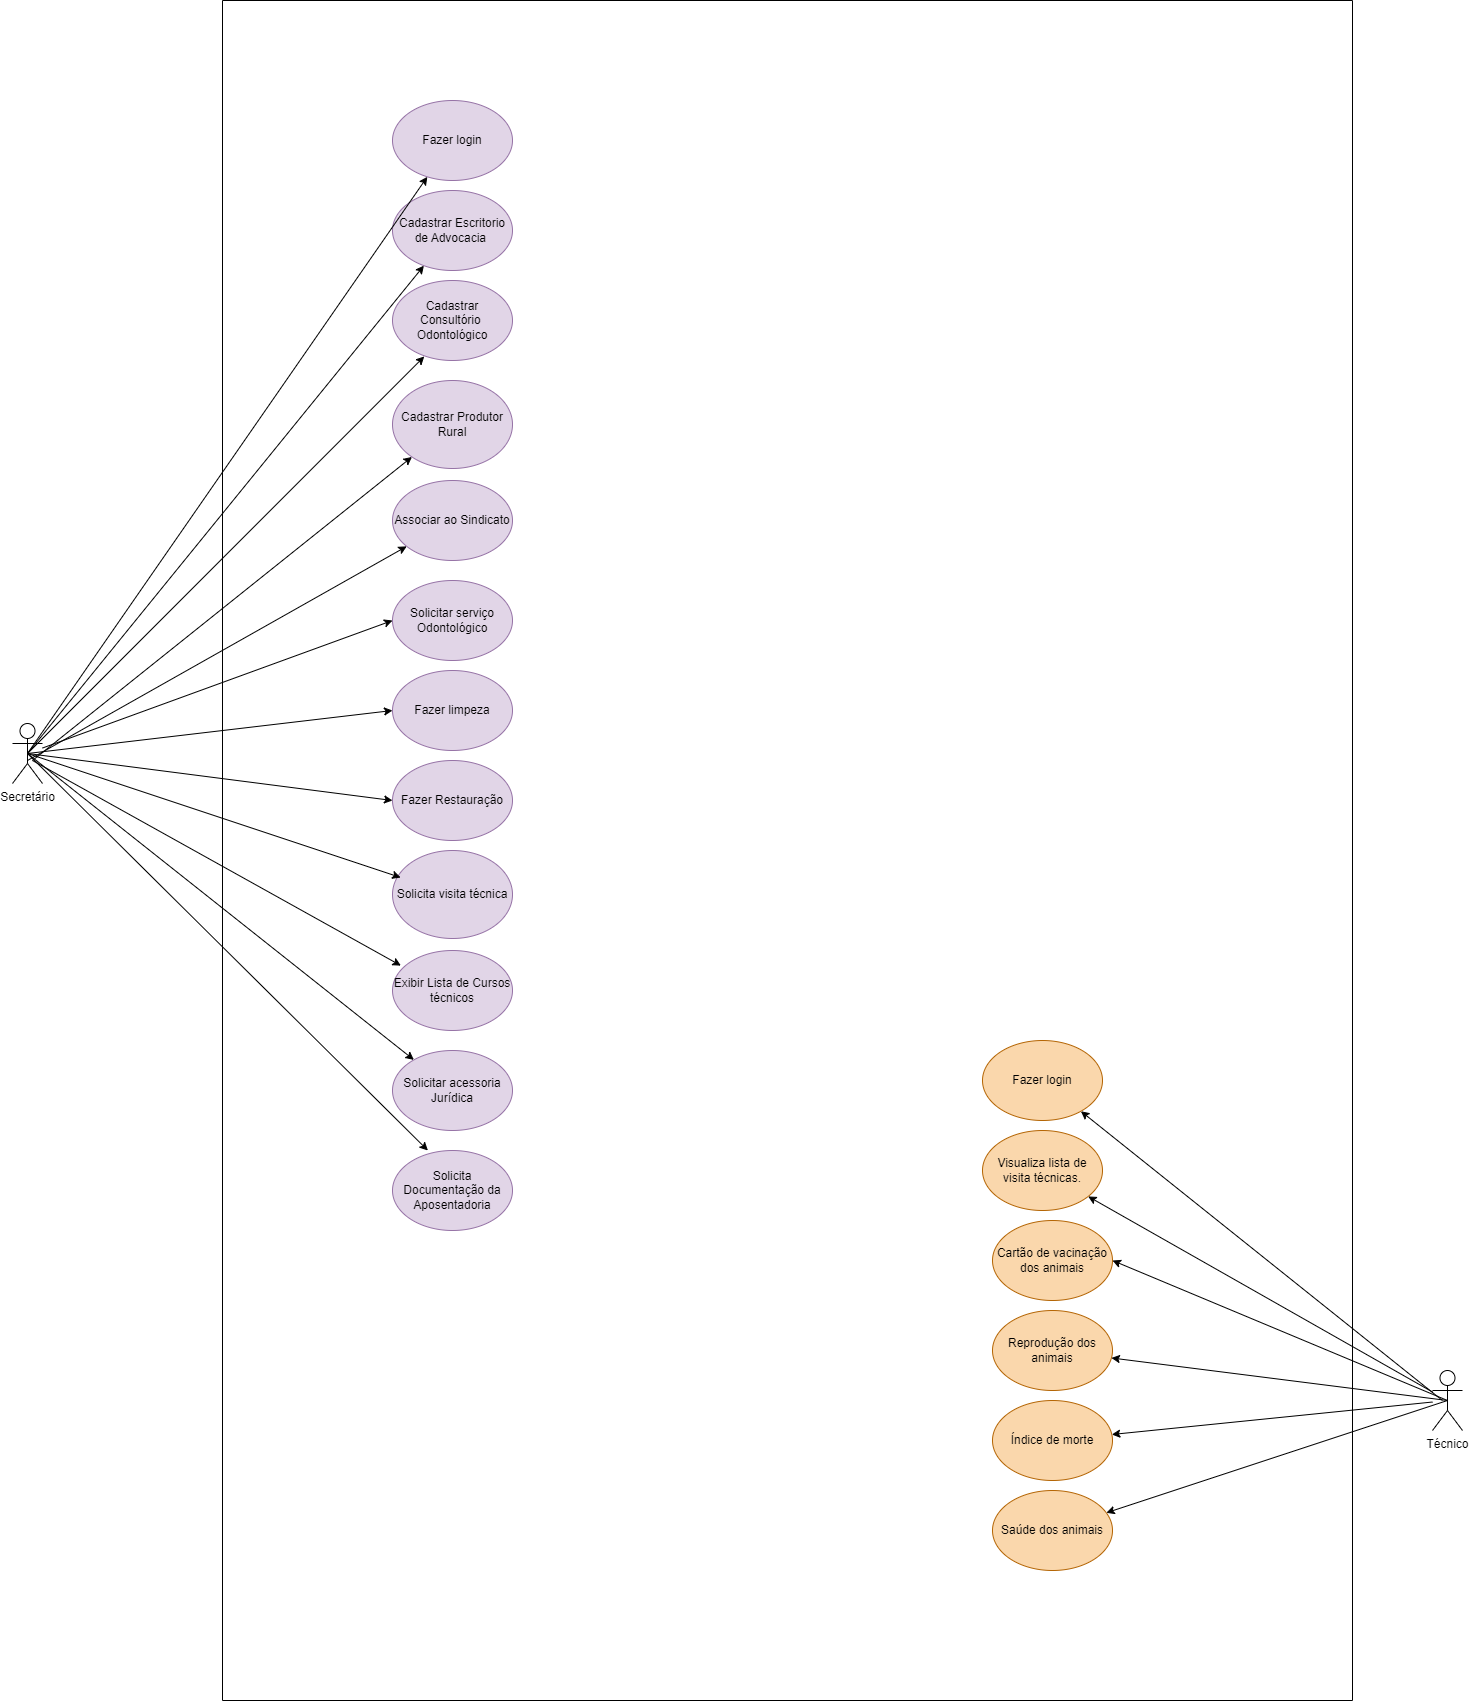 Fazer login
Cadastrar Escritorio
de Advocacia
Cadastrar
Consultório
Odontológico
Cadastrar Produtor
Rural
Associar ao Sindicato
Solicitar serviço
Odontológico
Fazer limpeza
Secretário
Fazer Restauração
Solicita visita técnica
Exibir Lista de Cursos
técnicos
Solicitar acessoria
Jurídica
Solicita
Documentação da
Aposentadoria
Fazer login
Visualiza lista de
visita técnicas.
Cartão de vacinação
dos animais
Reprodução dos
animais
Índice de morte
Técnico
Saúde dos animais